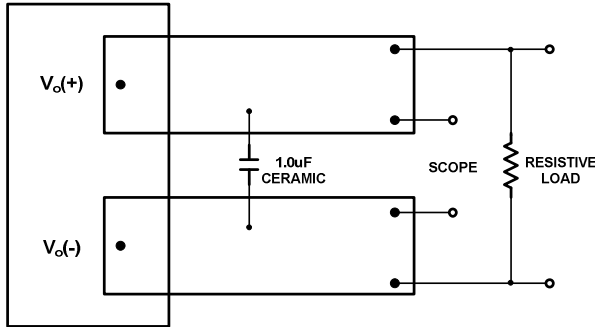 Vo(+)
1.0uF
CERAMIC
SCOPE
RESISTIVE
LOAD
Vo(-)